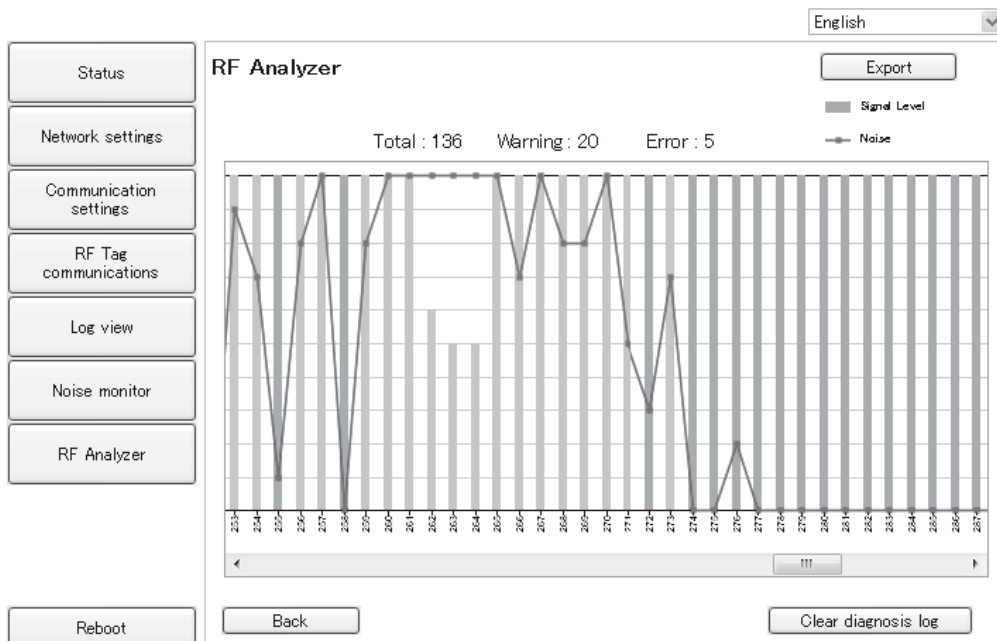 English
Status
Network settings
Communication
settings
RF Tag
communications
Log view
Noise monitor
RF Analyzer
Reboot
RF Analyzer
Export
Signal Level
Noise
Total : 136 Warning : 20 Error : 5
253 254 255 256 257 258 259 260 261 262 263 264 265 266 267 268 269 270 271 272 273 274 275 276 277 278 279 280 281 282 283 284 285 286 287
Back
Clear diagnosis log